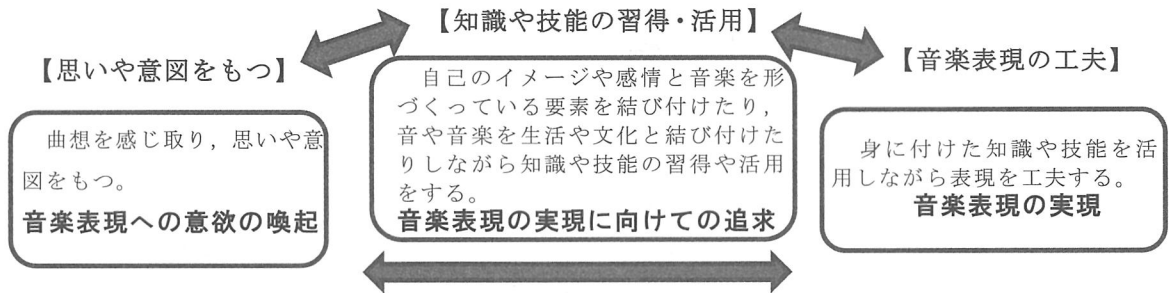 【知識や技能の習得・活用】
【思いや意図をもつ】
【音楽表現の工夫】
曲想を感じ取り，思いや意
図をもつ。
音楽表現への意欲の喚起
自己のイメージや感情と音楽を形
づくっている要素を結び付けたり，
音や音楽を生活や文化と結び付けた
りしながら知識や技能の習得や活用
をする。
音楽表現の実現に向けての追求
身に付けた知識や技能を活
用しながら表現を工夫する。
音楽表現の実現